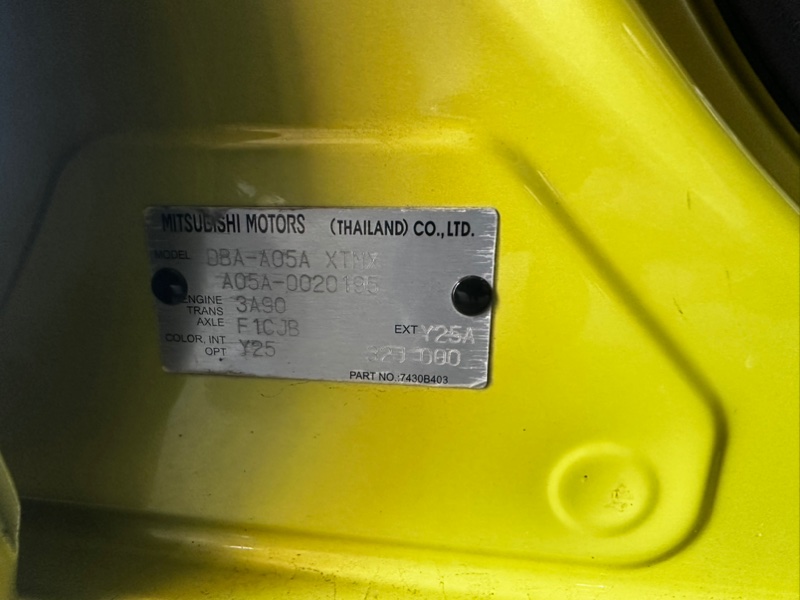 MITSUBISHI MOTORS (THAILAND) CO., LTD.
MODEL DBA-A05A
A05A-0020195
ENGINE 3A90
TRANS
AXLE F1CJB EXT Y25A
COLOR, INT Y25
OPT
PART NO.:7430B403